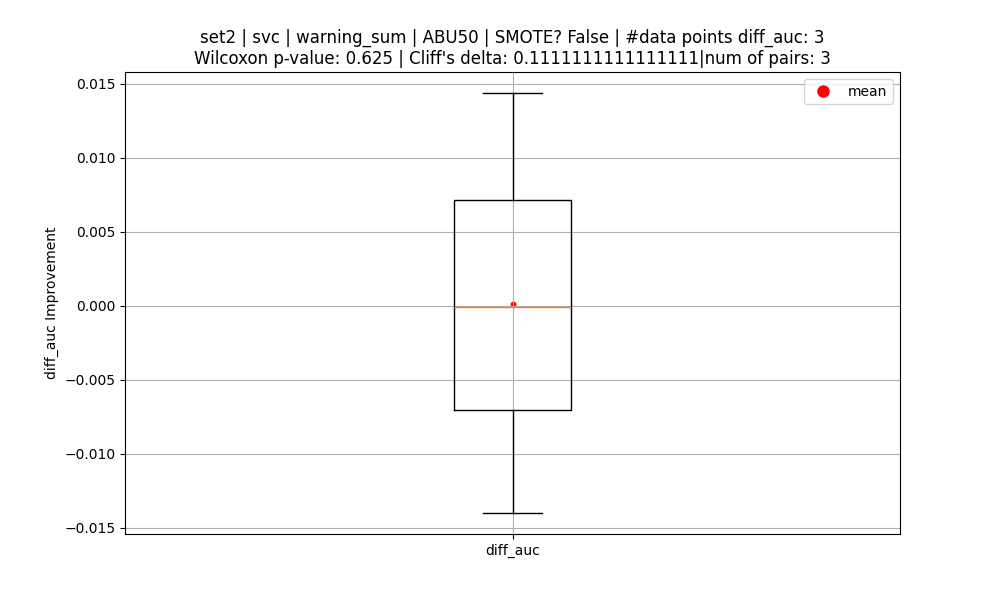 set2 | svc | warning_sum | ABU50 | SMOTE? False | #data points diff_auc: 3
Wilcoxon p-value: 0.625 | Cliff's delta: 0.1111111111111111|num of pairs: 3
mean
0.015
0.010
0.005
0.000
−0.005
−0.010
−0.015
diff_auc Improvement
diff_auc